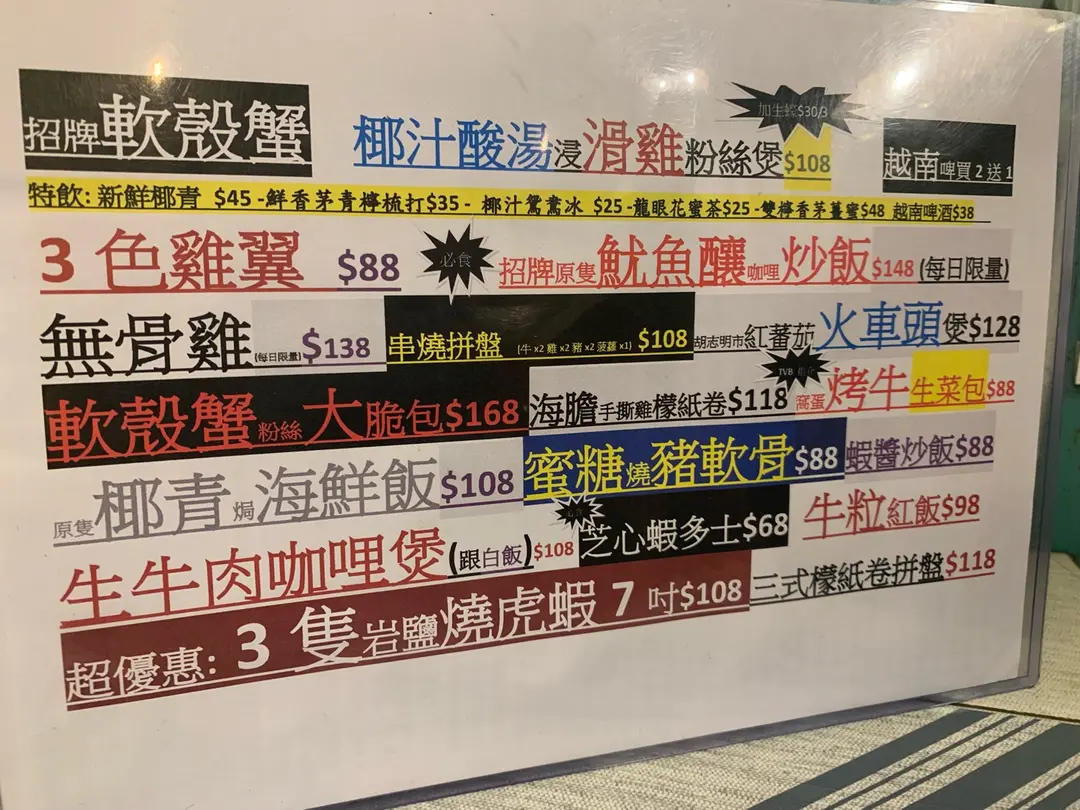 招牌軟殼蟹 椰汁酸湯浸滑雞粉絲煲$108 加生蠔$30/3 越南啤買2送1
特飲: 新鮮椰青 $45 -鮮香茅青檸梳打$35 - 椰汁鴛鴦冰 $25 -龍眼花蜜茶$25 -雙檸香茅薑蜜$48 越南啤酒$38
3 色雞翼 $88 必食 招牌原隻魷魚釀咖哩炒飯$148 (每日限量)
無骨雞(每日限量)$138 串燒拼盤 (牛x2 雞x2 豬x2 菠蘿x1) $108 胡志明市紅蕃茄火車頭煲$128
軟殼蟹粉絲大脆包$168 海膽手撕雞檬紙卷$118 TVB 窩蛋烤牛生菜包$88
原隻椰青焗海鮮飯$108 蜜糖燒豬軟骨$88 蝦醬炒飯$88
生牛肉咖哩煲(跟白飯)$108 芝心蝦多士$68 牛粒紅飯$98
超優惠: 3 隻岩鹽燒虎蝦 7 吋$108 三式檬紙卷拼盤$118